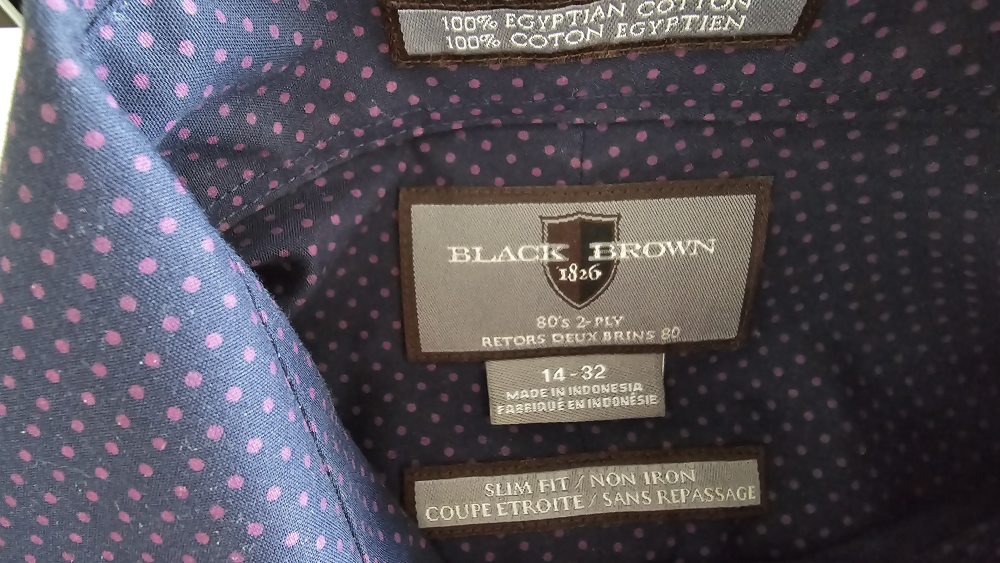 100% EGYPTIAN COTTON
100% COTON EGYPTIEN
BLACK BROWN
1826
80's 2-PLY
RETORS DEUX BRINS 80
14-32
MADE IN INDONESIA
FABRIQUÉ EN INDONÉSIE
SLIM FIT / NON IRON
COUPE ETROITE / SANS REPASSAGE